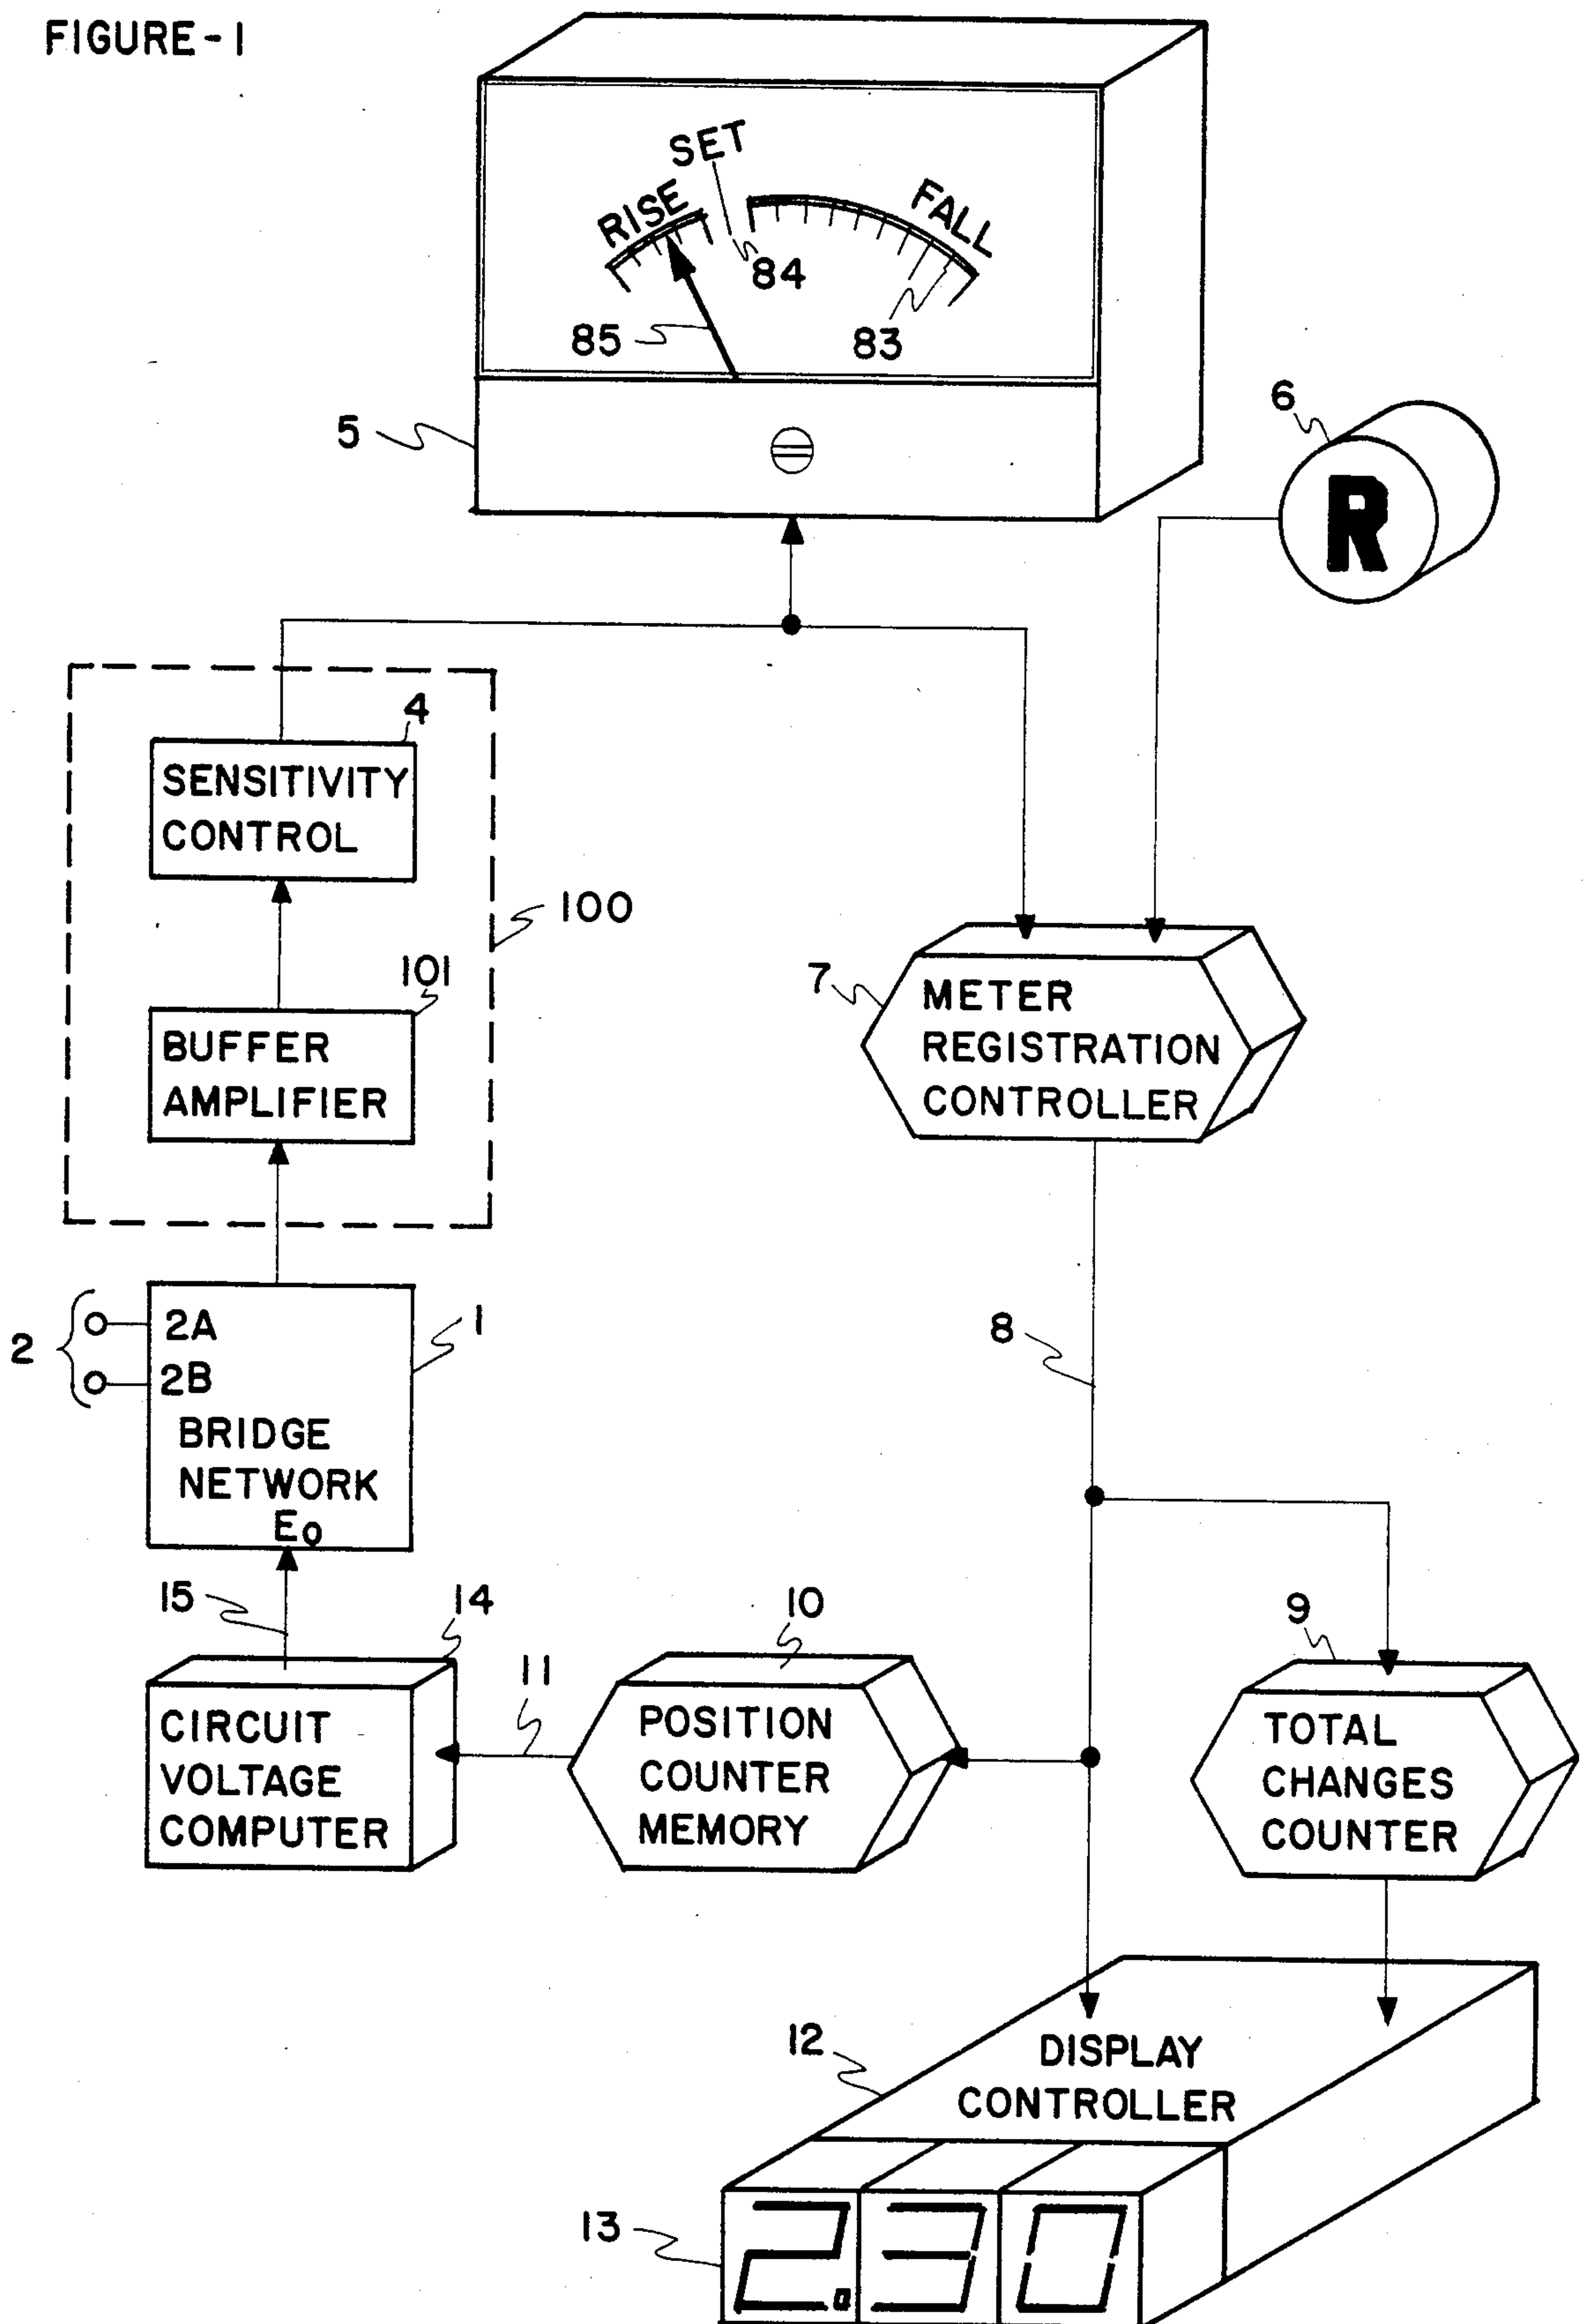 FIGURE-1
SET
RISE
FALL
84
85
83
5
6
R
4
SENSITIVITY
CONTROL
100
101
BUFFER
AMPLIFIER
7
METER
REGISTRATION
CONTROLLER
2
2A
2B
1
BRIDGE
NETWORK
EO
8
15
14
11
10
9
CIRCUIT
VOLTAGE
COMPUTER
POSITION
COUNTER
MEMORY
TOTAL
CHANGES
COUNTER
12
DISPLAY
CONTROLLER
13
2.30